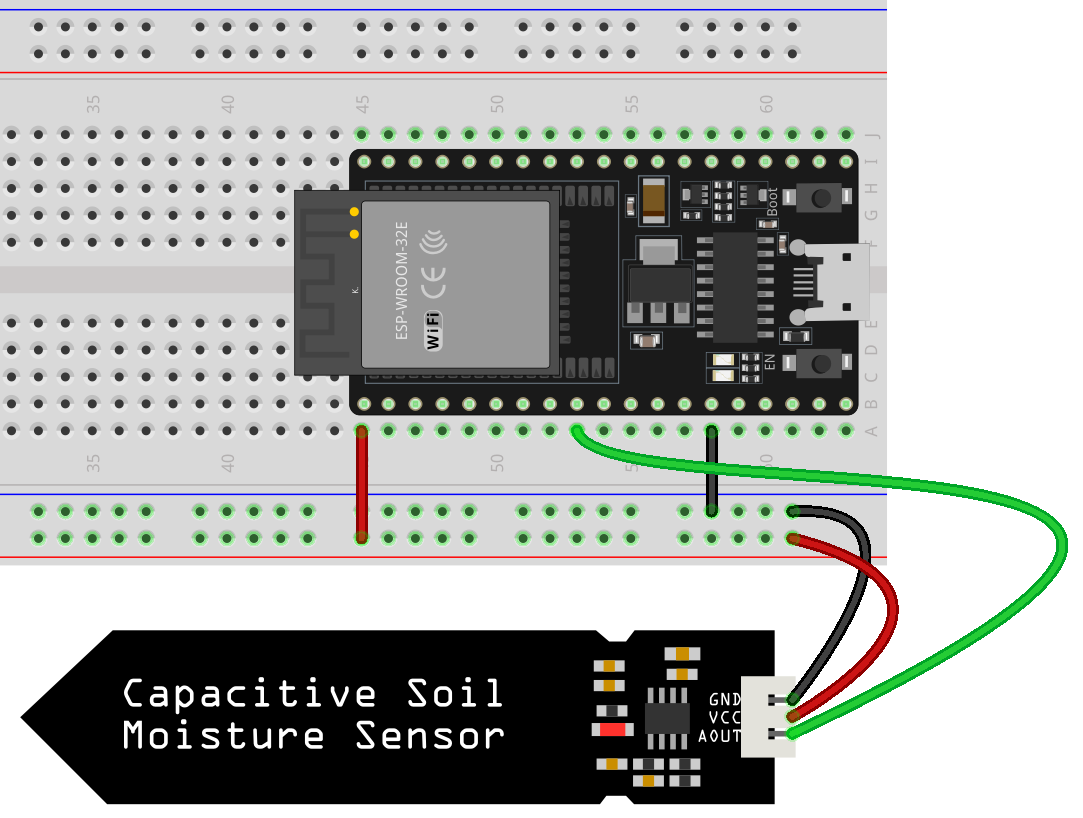 35 40 45 50 55 60
J
I
H
G
F
Boot
ESP-WROOM-32E
CE
WiFi
K.
E
D
EN
C
B
A
35 40 50
Capacitive Soil
Moisture Sensor
GND
VCC
AOUT